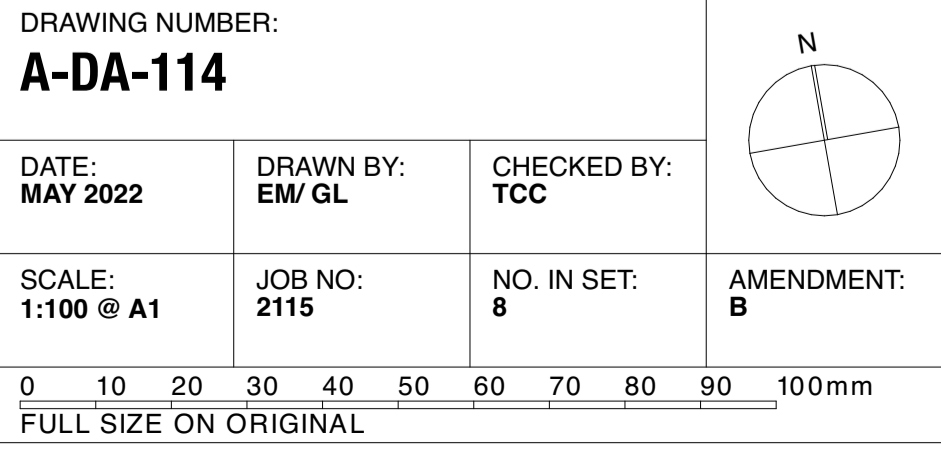 DRAWING NUMBER:
A-DA-114
N
DATE:
MAY 2022
DRAWN BY:
EM/ GL
CHECKED BY:
TCC
SCALE:
1:100 @ A1
JOB NO:
2115
NO. IN SET:
8
AMENDMENT:
B
0 10 20 30 40 50 60 70 80 90 100mm
FULL SIZE ON ORIGINAL